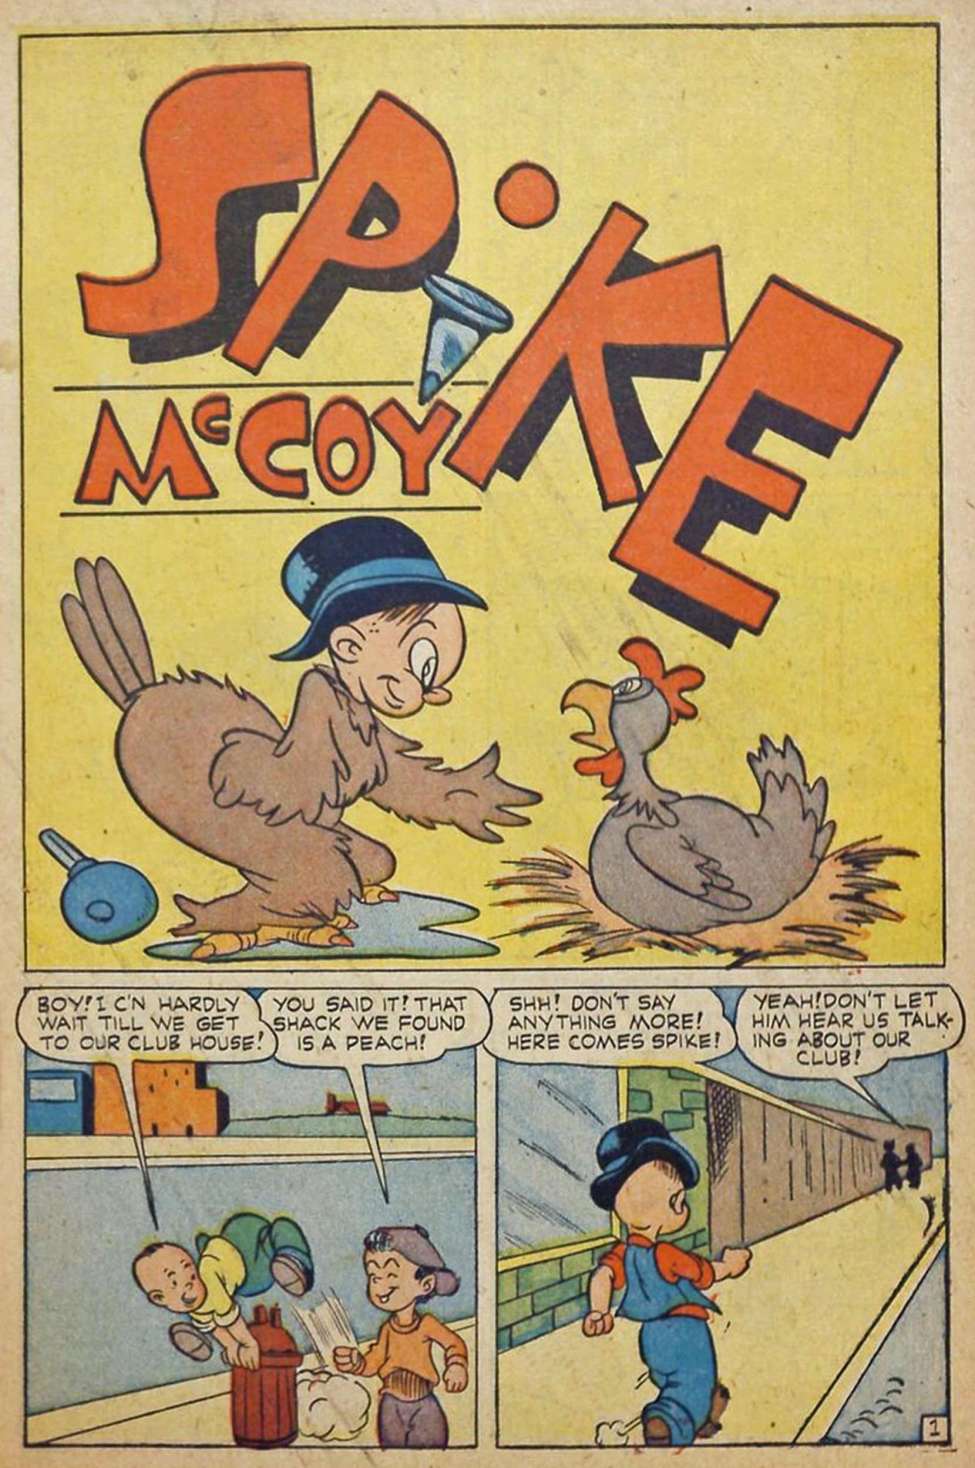 SPiKE
McCOY
BOY! I C'N HARDLY
WAIT TILL WE GET
TO OUR CLUB HOUSE!
YOU SAID IT! THAT
SHACK WE FOUND
IS A PEACH!
SHH! DON'T SAY
ANYTHING MORE!
HERE COMES SPIKE!
YEAH! DON'T LET
HIM HEAR US TALK-
ING ABOUT OUR
CLUB!
1